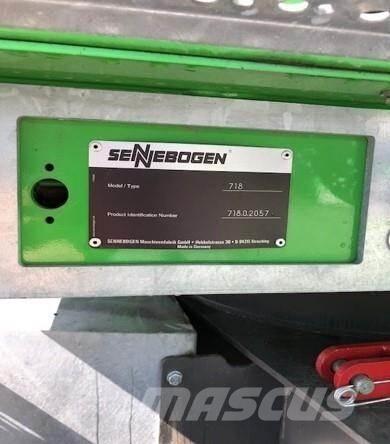 SENNEBOGEN
Model / Type 718
Product Identification Number 718.0.2057
SENNEBOGEN Maschinenfabrik GmbH • Hebbelstrasse 30 • D 94315 Straubing
Made in Germany
MASCUS